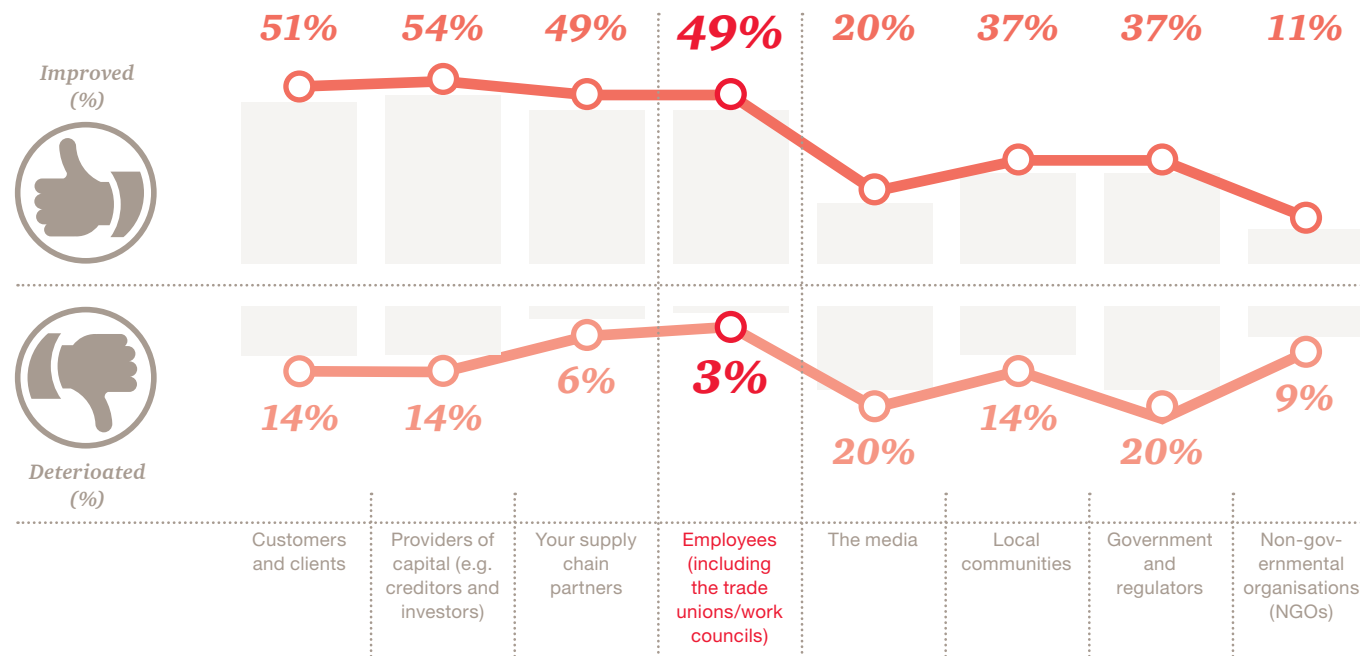 51%
54%
49%
49%
20%
37%
37%
11%
Improved
(%)
14%
14%
6%
3%
20%
14%
20%
9%
Deterioated
(%)
Customers
and clients
Providers of
capital (e.g.
creditors and
investors)
Your supply
chain
partners
Employees
(including
the trade
unions/work
councils)
The media
Local
communities
Government
and
regulators
Non-gov-
ernmental
organisations
(NGOs)